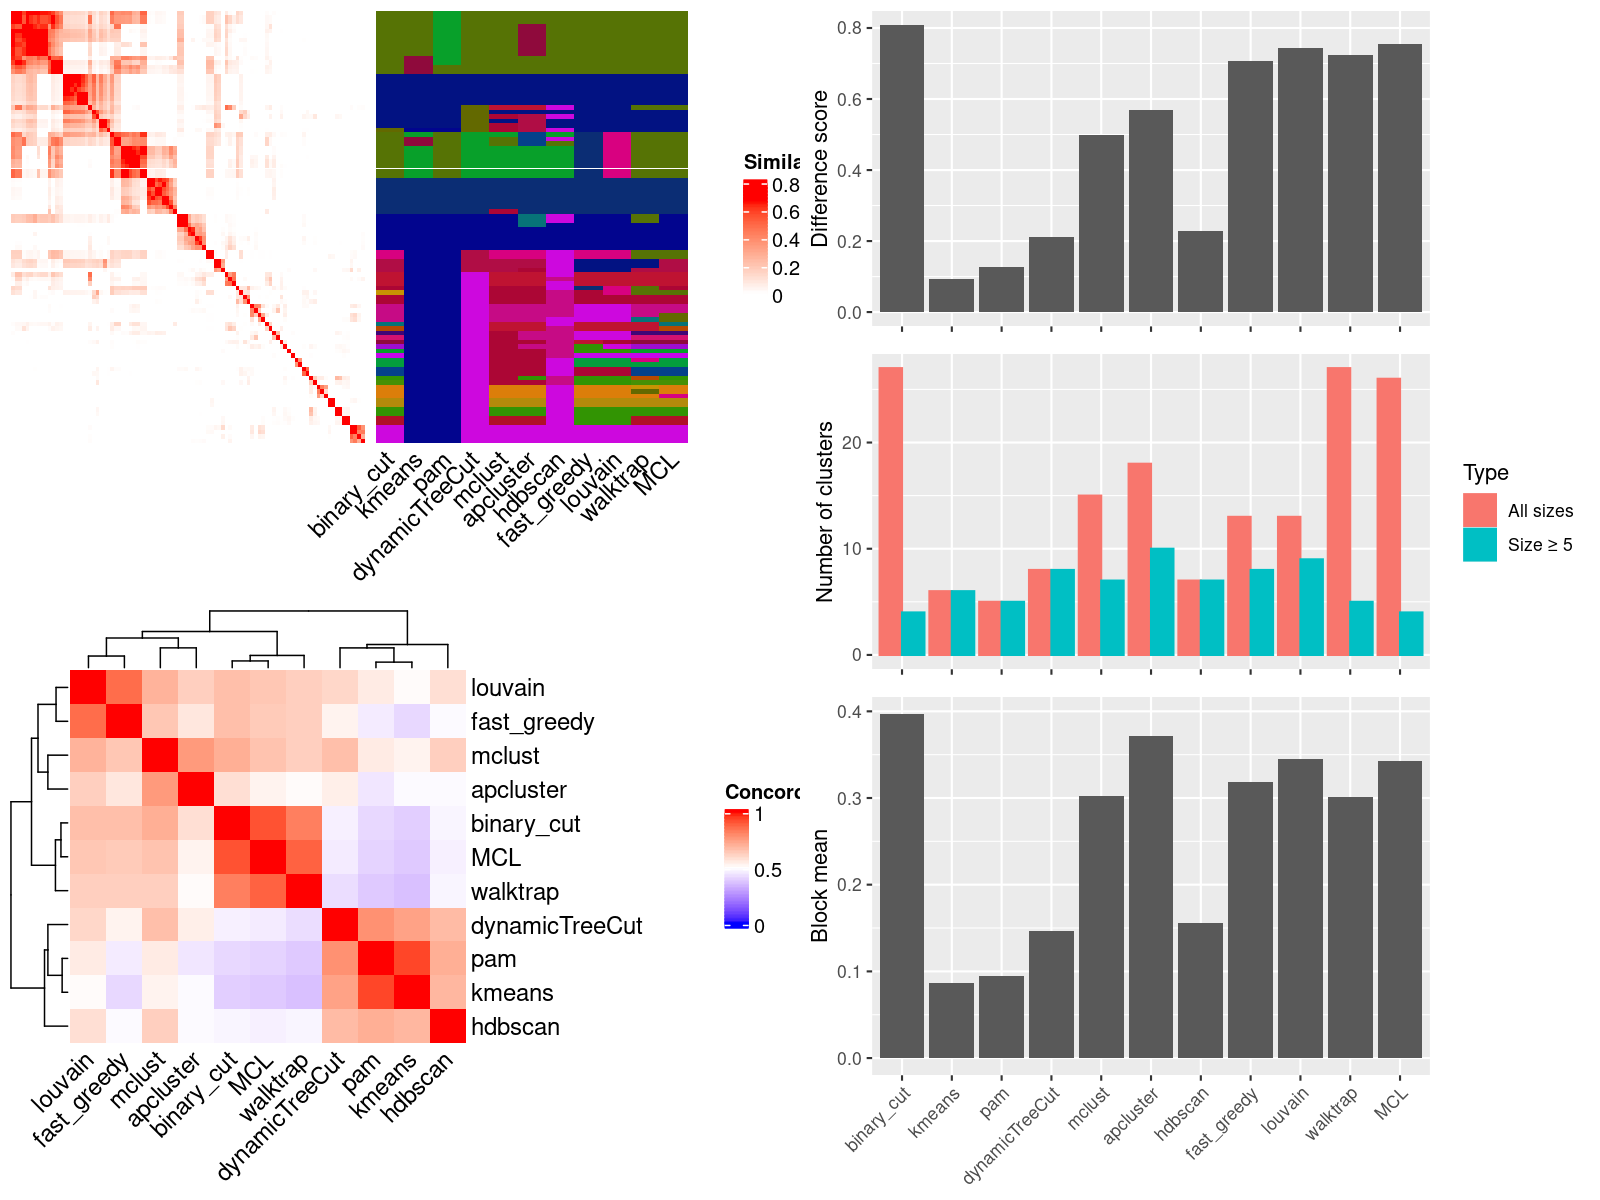 Simila
0.8
0.6
0.4
0.2
0
binary_cut
kmeans
pam
dynamicTreeCut
mclust
apcluster
hdbscan
fast_greedy
louvain
walktrap
MCL
louvain
fast_greedy
mclust
apcluster
binary_cut
MCL
walktrap
dynamicTreeCut
pam
kmeans
hdbscan
louvain
fast_greedy
mclust
apcluster
binary_cut
MCL
walktrap
dynamicTreeCut
pam
kmeans
hdbscan
Concord
1
0.5
0
Difference score
0.8
0.6
0.4
0.2
0.0
Number of clusters
20
10
0
Type
All sizes
Size ≥ 5
Block mean
0.4
0.3
0.2
0.1
0.0
binary_cut
kmeans
pam
dynamicTreeCut
mclust
apcluster
hdbscan
fast_greedy
louvain
walktrap
MCL